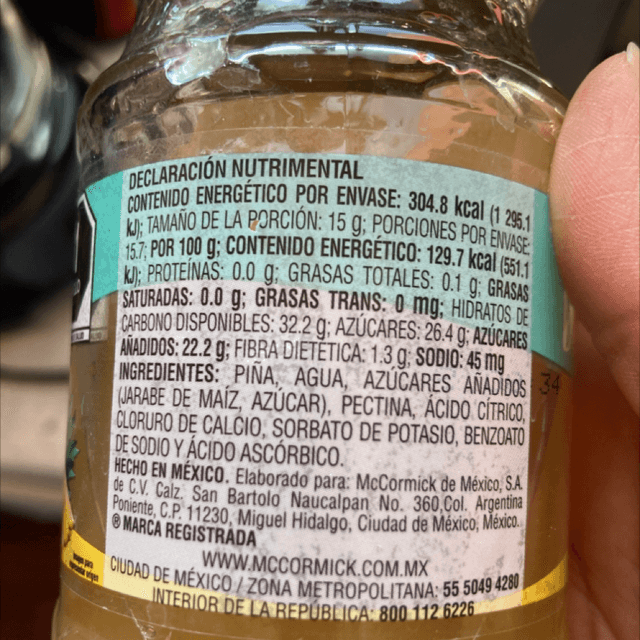 DECLARACIÓN NUTRIMENTAL
CONTENIDO ENERGÉTICO POR ENVASE: 304.8 kcal (1 295.1
kJ); TAMAÑO DE LA PORCIÓN: 15 g; PORCIONES POR ENVASE:
15.7; POR 100 g; CONTENIDO ENERGÉTICO: 129.7 kcal (551.1
kJ); PROTEÍNAS: 0.0 g; GRASAS TOTALES: 0.1 g; GRASAS
SATURADAS: 0.0 g; GRASAS TRANS: 0 mg; HIDRATOS DE
CARBONO DISPONIBLES: 32.2 g; AZÚCARES: 26.4 g; AZÚCARES
AÑADIDOS: 22.2 g; FIBRA DIETÉTICA: 1.3 g; SODIO: 45 mg
INGREDIENTES: PIÑA, AGUA, AZÚCARES AÑADIDOS
(JARABE DE MAÍZ, AZÚCAR), PECTINA, ÁCIDO CÍTRICO,
CLORURO DE CALCIO, SORBATO DE POTASIO, BENZOATO
DE SODIO Y ÁCIDO ASCÓRBICO.
HECHO EN MÉXICO. Elaborado para: McCormick de México, S.A.
de C.V. Calz. San Bartolo Naucalpan No. 360,Col. Argentina
Poniente, C.P. 11230, Miguel Hidalgo, Ciudad de México, México.
® MARCA REGISTRADA
WWW.MCCORMICK.COM.MX
CIUDAD DE MÉXICO / ZONA METROPOLITANA: 55 5049 4280
INTERIOR DE LA REPÚBLICA: 800 112 6226
34